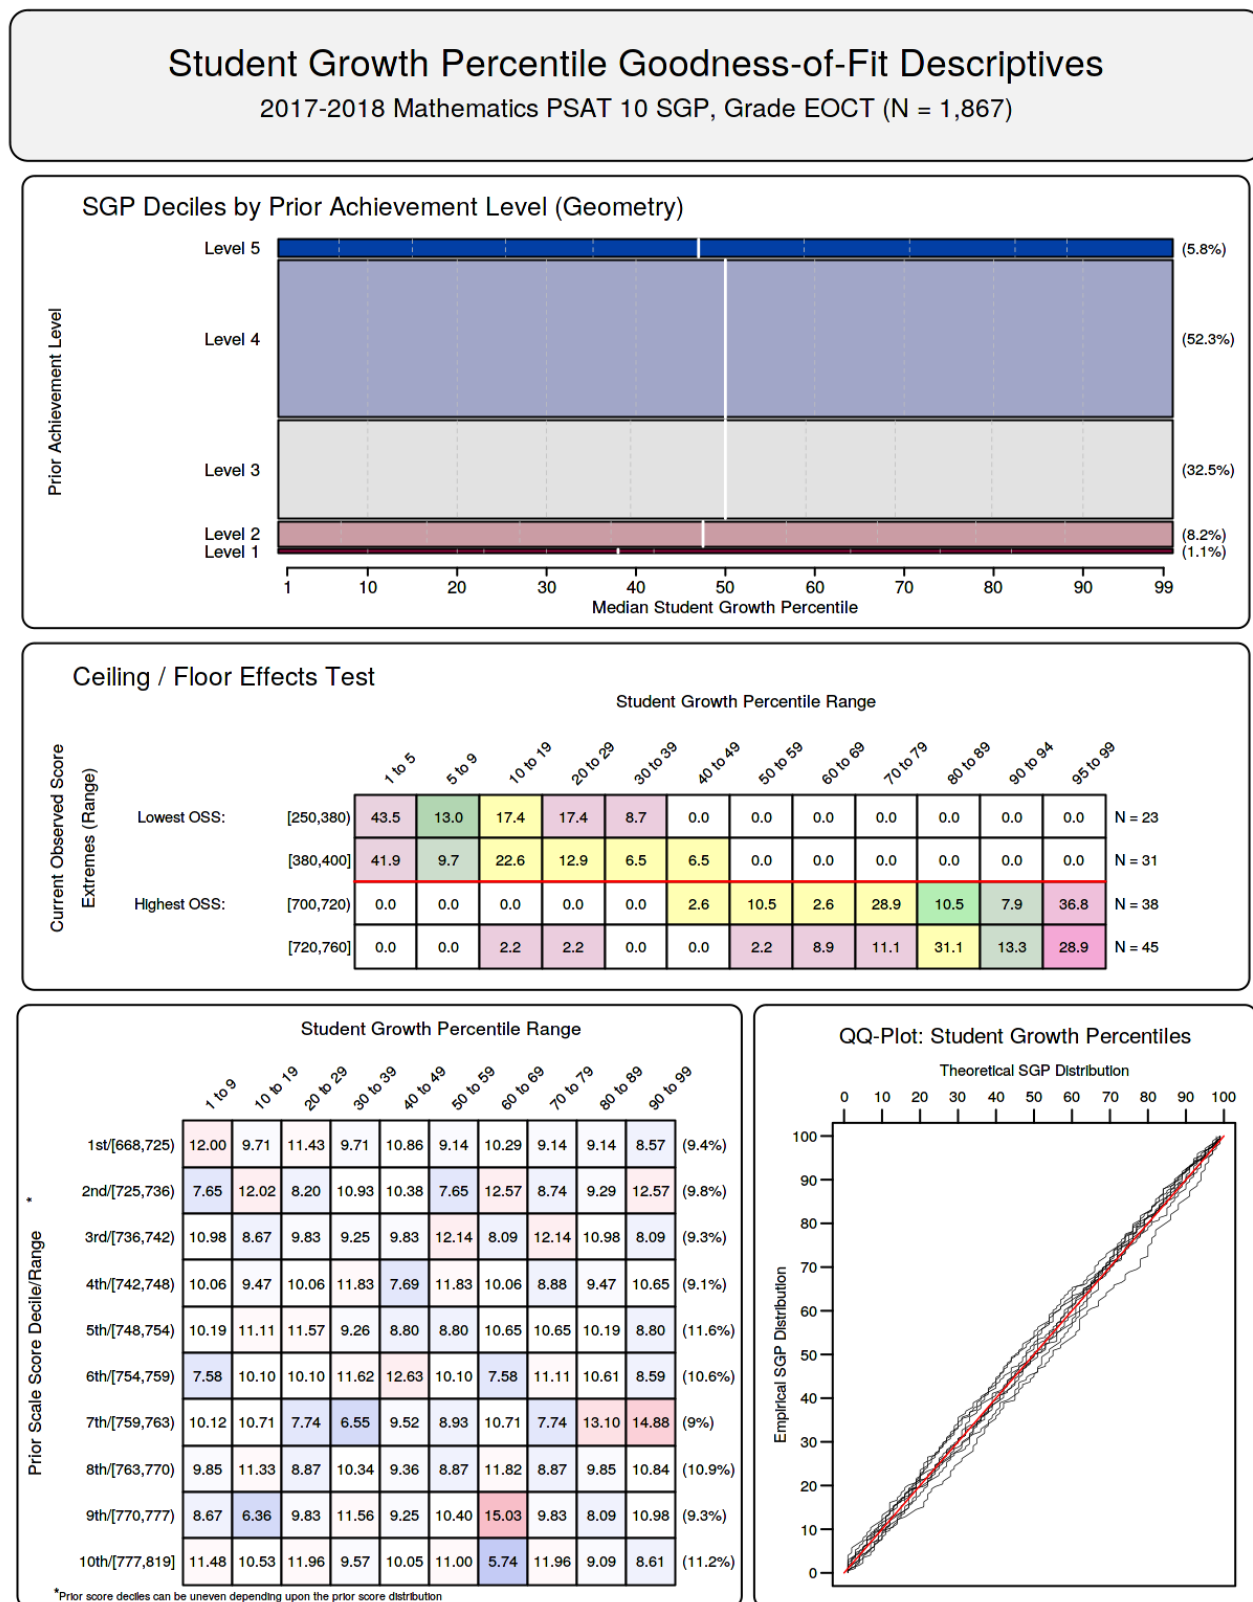 Student Growth Percentile Goodness-of-Fit Descriptives
2017-2018 Mathematics PSAT 10 SGP, Grade EOCT (N = 1,867)
SGP Deciles by Prior Achievement Level (Geometry)
Prior Achievement Level
Level 5 (5.8%)
Level 4 (52.3%)
Level 3 (32.5%)
Level 2 (8.2%)
Level 1 (1.1%)
1 10 20 30 40 50 60 70 80 90 99
Median Student Growth Percentile
Ceiling / Floor Effects Test
Student Growth Percentile Range
Current Observed Score
Extremes (Range)
1 to 5 5 to 9 10 to 19 20 to 29 30 to 39 40 to 49 50 to 59 60 to 69 70 to 79 80 to 89 90 to 94 95 to 99
Lowest OSS: [250,380) 43.5 13.0 17.4 17.4 8.7 0.0 0.0 0.0 0.0 0.0 0.0 0.0 N = 23
[380,400] 41.9 9.7 22.6 12.9 6.5 6.5 0.0 0.0 0.0 0.0 0.0 0.0 N = 31
Highest OSS: [700,720) 0.0 0.0 0.0 0.0 0.0 2.6 10.5 2.6 28.9 10.5 7.9 36.8 N = 38
[720,760] 0.0 0.0 2.2 2.2 0.0 0.0 2.2 8.9 11.1 31.1 13.3 28.9 N = 45
Student Growth Percentile Range
Prior Scale Score Decile/Range *
1 to 9 10 to 19 20 to 29 30 to 39 40 to 49 50 to 59 60 to 69 70 to 79 80 to 89 90 to 99
1st/[668,725) 12.00 9.71 11.43 9.71 10.86 9.14 10.29 9.14 9.14 8.57 (9.4%)
2nd/[725,736) 7.65 12.02 8.20 10.93 10.38 7.65 12.57 8.74 9.29 12.57 (9.8%)
3rd/[736,742) 10.98 8.67 9.83 9.25 9.83 12.14 8.09 12.14 10.98 8.09 (9.3%)
4th/[742,748) 10.06 9.47 10.06 11.83 7.69 11.83 10.06 8.88 9.47 10.65 (9.1%)
5th/[748,754) 10.19 11.11 11.57 9.26 8.80 8.80 10.65 10.65 10.19 8.80 (11.6%)
6th/[754,759) 7.58 10.10 10.10 11.62 12.63 10.10 7.58 11.11 10.61 8.59 (10.6%)
7th/[759,763) 10.12 10.71 7.74 6.55 9.52 8.93 10.71 7.74 13.10 14.88 (9%)
8th/[763,770) 9.85 11.33 8.87 10.34 9.36 8.87 11.82 8.87 9.85 10.84 (10.9%)
9th/[770,777) 8.67 6.36 9.83 11.56 9.25 10.40 15.03 9.83 8.09 10.98 (9.3%)
10th/[777,819] 11.48 10.53 11.96 9.57 10.05 11.00 5.74 11.96 9.09 8.61 (11.2%)
*Prior score deciles can be uneven depending upon the prior score distribution
QQ-Plot: Student Growth Percentiles
Theoretical SGP Distribution
0 10 20 30 40 50 60 70 80 90 100
Empirical SGP Distribution
100
90
80
70
60
50
40
30
20
10
0